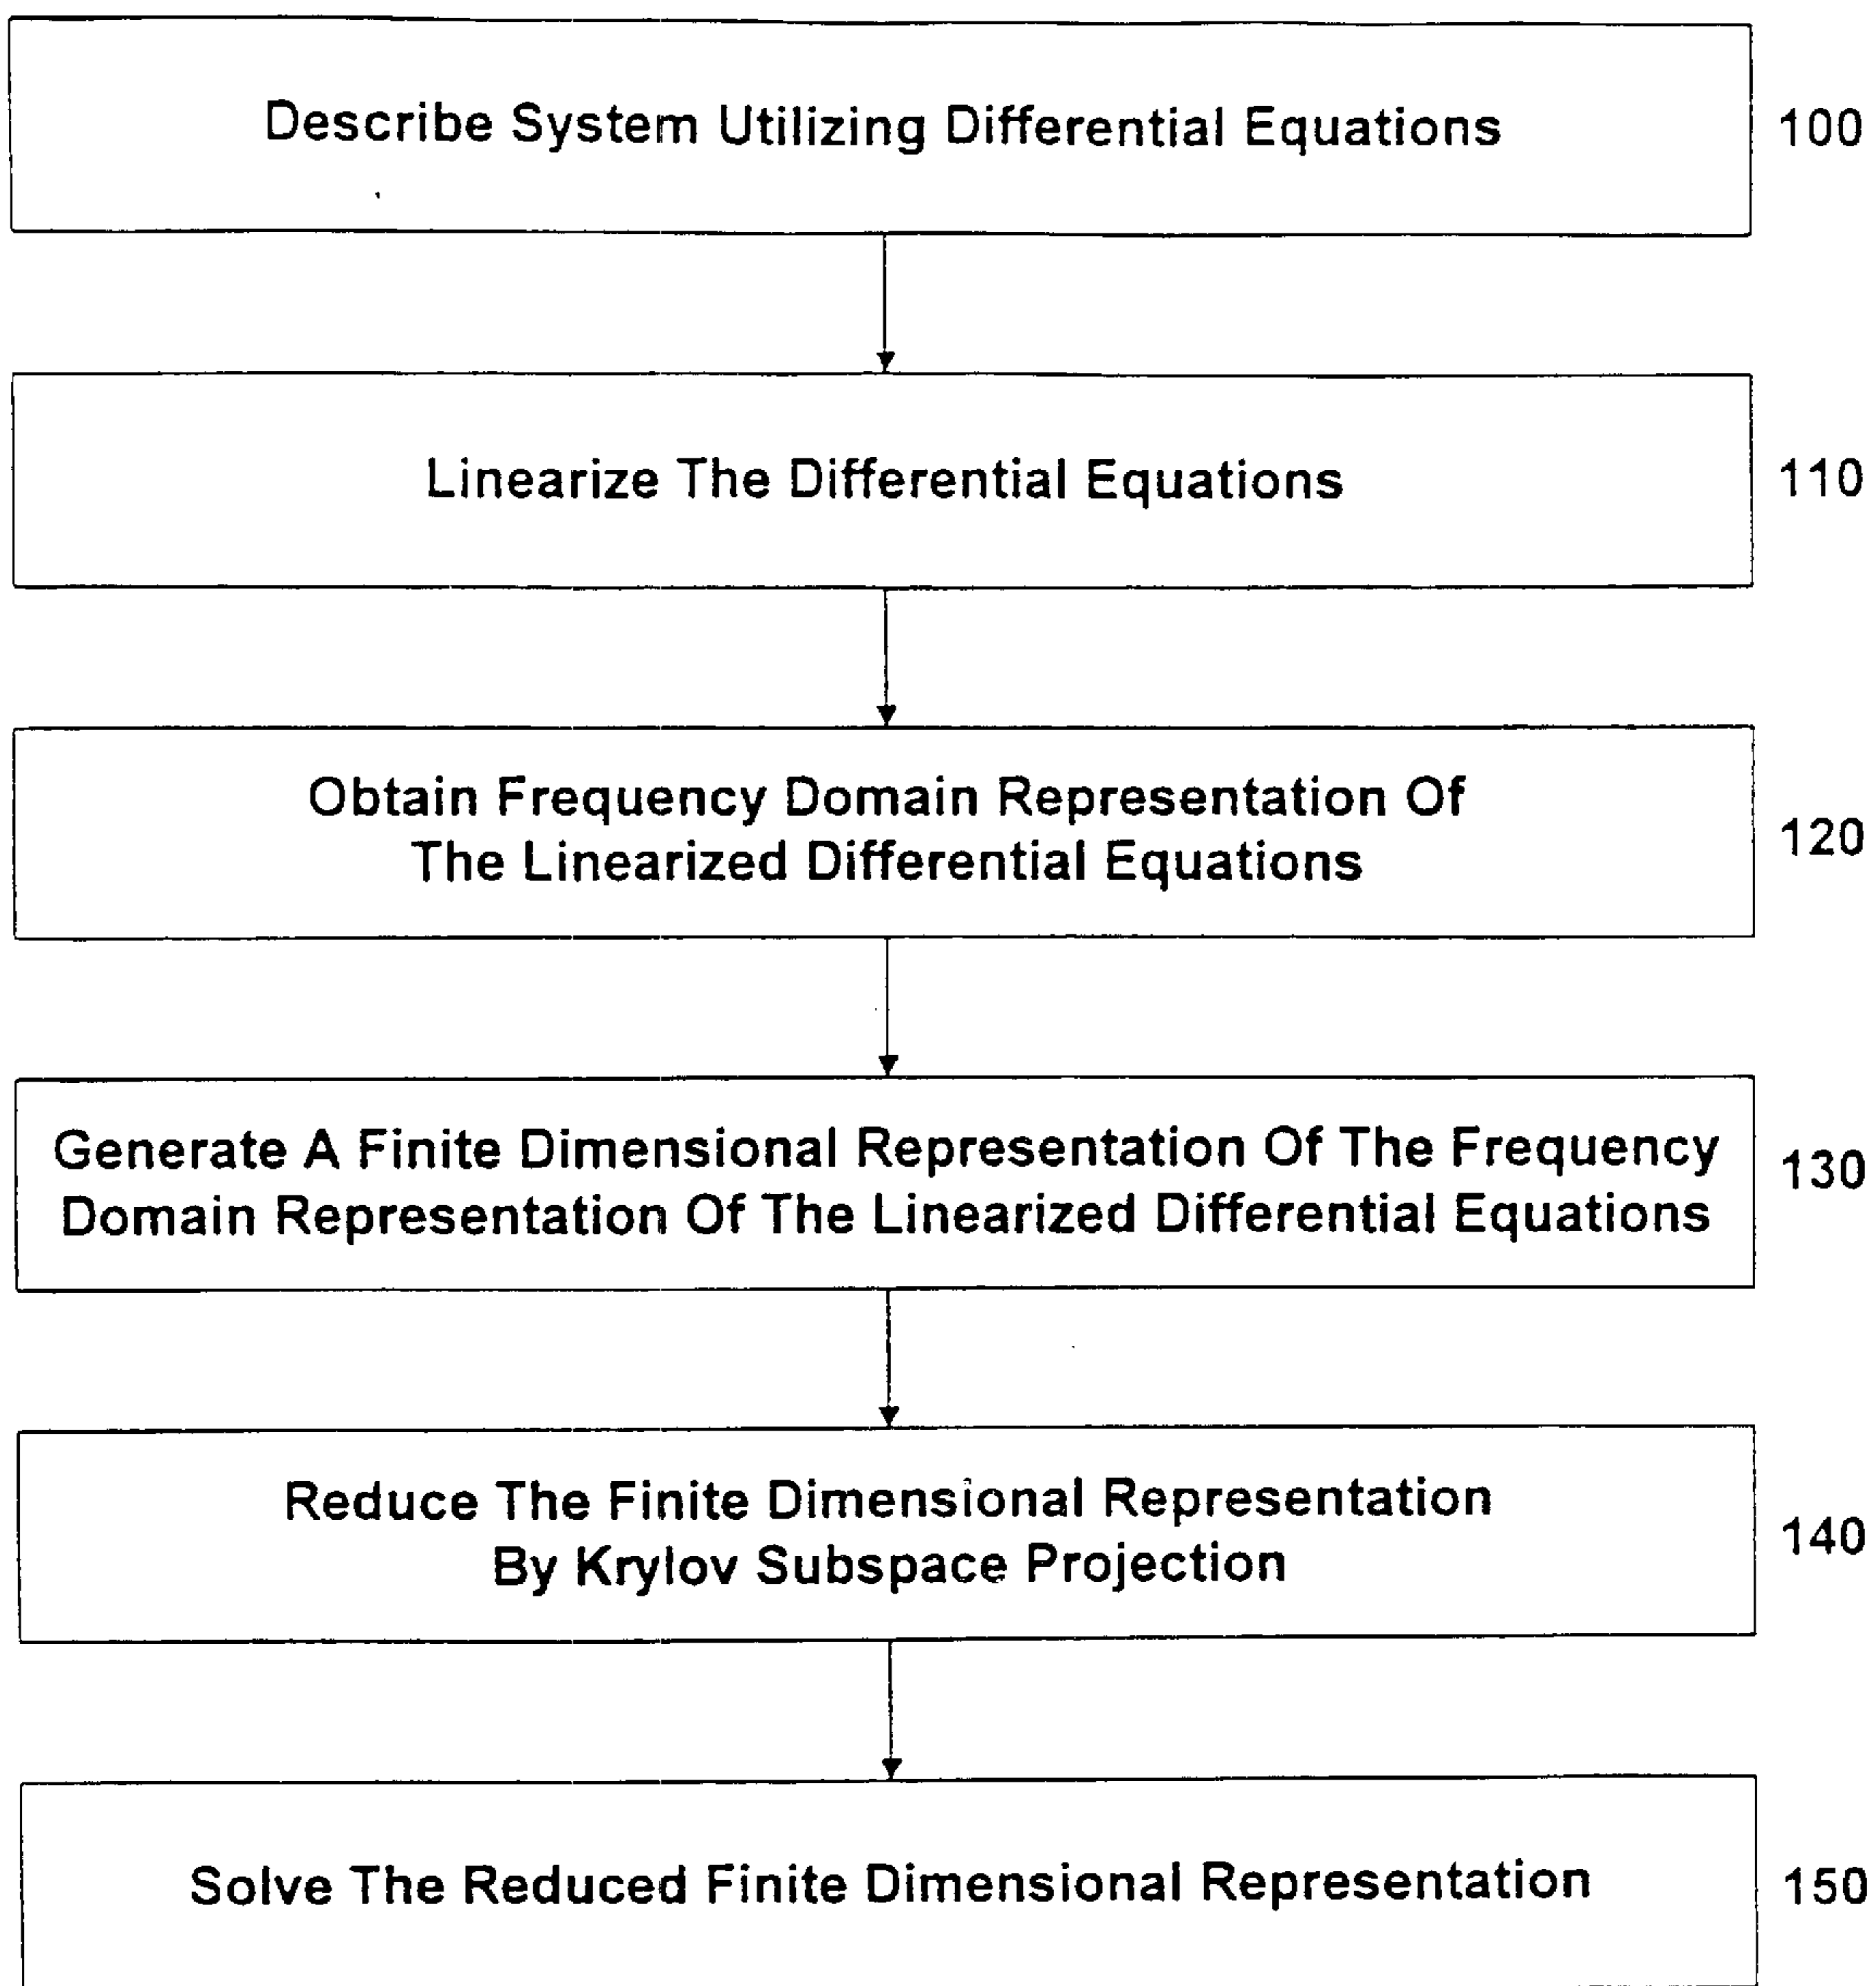 Describe System Utilizing Differential Equations
100
Linearize The Differential Equations
110
Obtain Frequency Domain Representation Of
The Linearized Differential Equations
120
Generate A Finite Dimensional Representation Of The Frequency
Domain Representation Of The Linearized Differential Equations
130
Reduce The Finite Dimensional Representation
By Krylov Subspace Projection
140
Solve The Reduced Finite Dimensional Representation
150